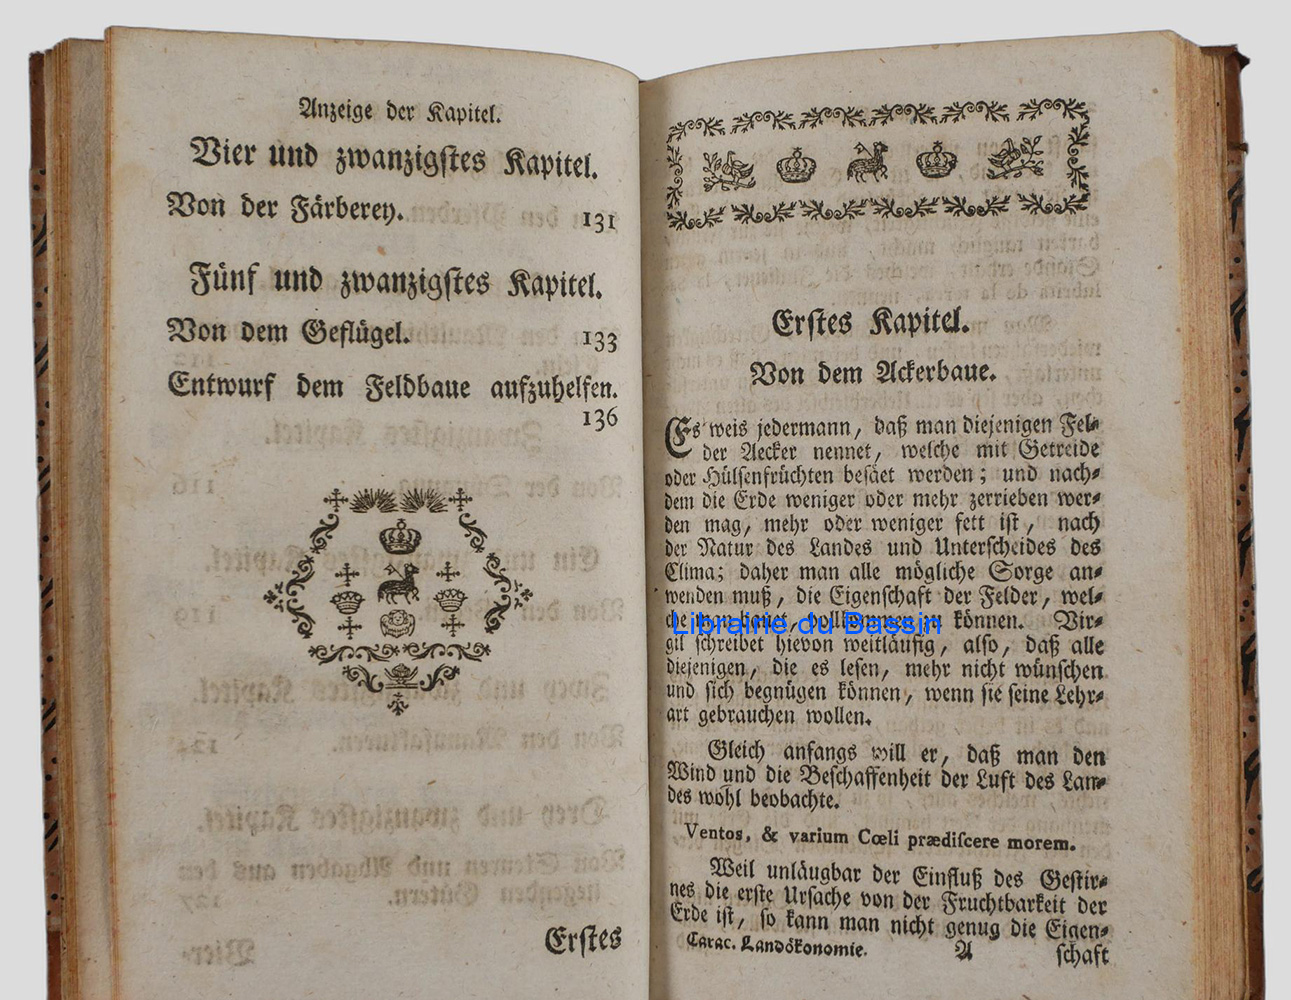 Anzeige der Kapitel.
Vier und zwanzigſtes Kapitel.
Von der Färberey. 131
Fünf und zwanzigſtes Kapitel.
Von dem Geflügel. 133
Entwurf dem Feldbaue aufzuhelfen.
136
Erſtes
Erſtes Kapitel.
Von dem Ackerbaue.
Es weis jedermann, daß man diejenigen Fel⸗
der Aecker nennet, welche mit Getreide
oder Hülſenfrüchten beſäet werden; und nach⸗
dem die Erde weniger oder mehr zerrieben wer⸗
den mag, mehr oder weniger fett iſt, nach
der Natur des Landes und Unterſcheides des
Clima; daher man alle mögliche Sorge an⸗
wenden muß, die Eigenſchaft der Felder, wel⸗
che man bauet, vollkommen zu können. Vir⸗
Librairie du Bassin
gil ſchreibet hievon weitläufig, alſo, daß alle
diejenigen, die es leſen, mehr nicht wünſchen
und ſich begnügen können, wenn ſie ſeine Lehr⸗
art gebrauchen wollen.
Gleich anfangs will er, daß man den
Wind und die Beſchaffenheit der Luft des Lan⸗
des wohl beobachte.
Ventos, & varium Cœli prædiſcere morem.
Weil unläugbar der Einfluß des Geſtir⸗
nes die erſte Urſache von der Fruchtbarkeit der
Erde iſt, ſo kann man nicht genug die Eigen⸗
Carac. Landökonomie. A ſchaft